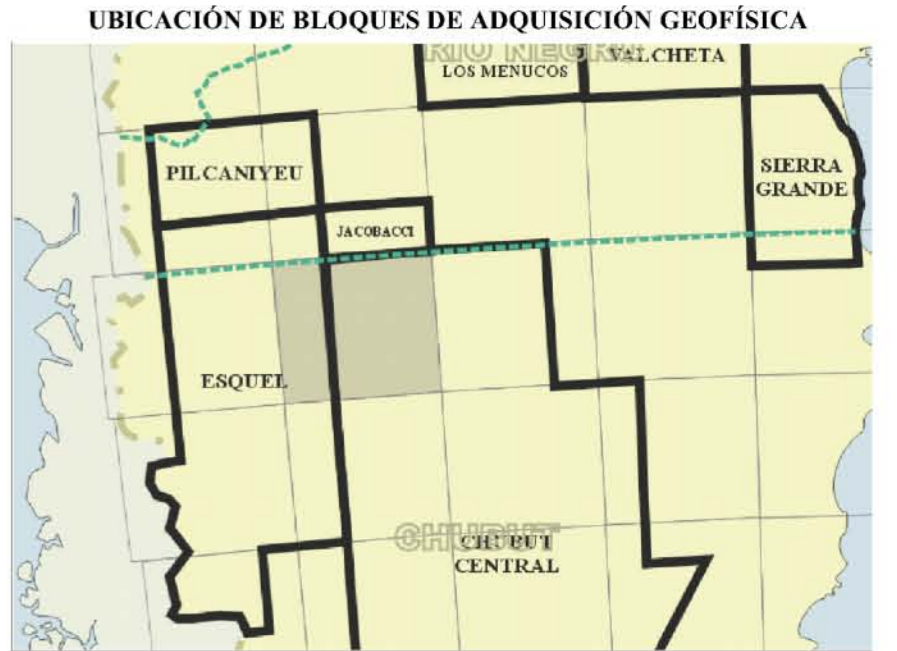 UBICACIÓN DE BLOQUES DE ADQUISICIÓN GEOFÍSICA
RIO NEGRO
VALCHETA
LOS MENUCOS
PILCANIYEU
SIERRA
GRANDE
JACOBACCI
ESQUEL
CHUBUT
CHUBUT
CENTRAL